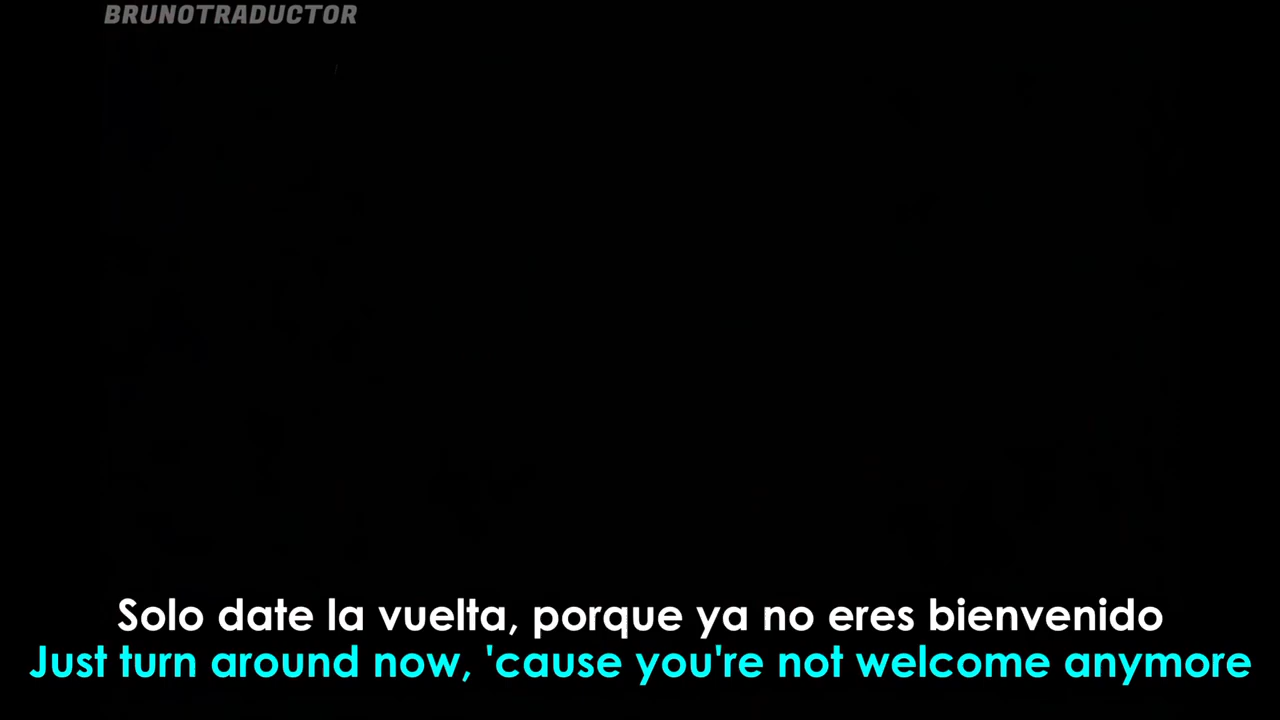 BRUNOTRADUCTOR
Solo date la vuelta, porque ya no eres bienvenido
Just turn around now, 'cause you're not welcome anymore